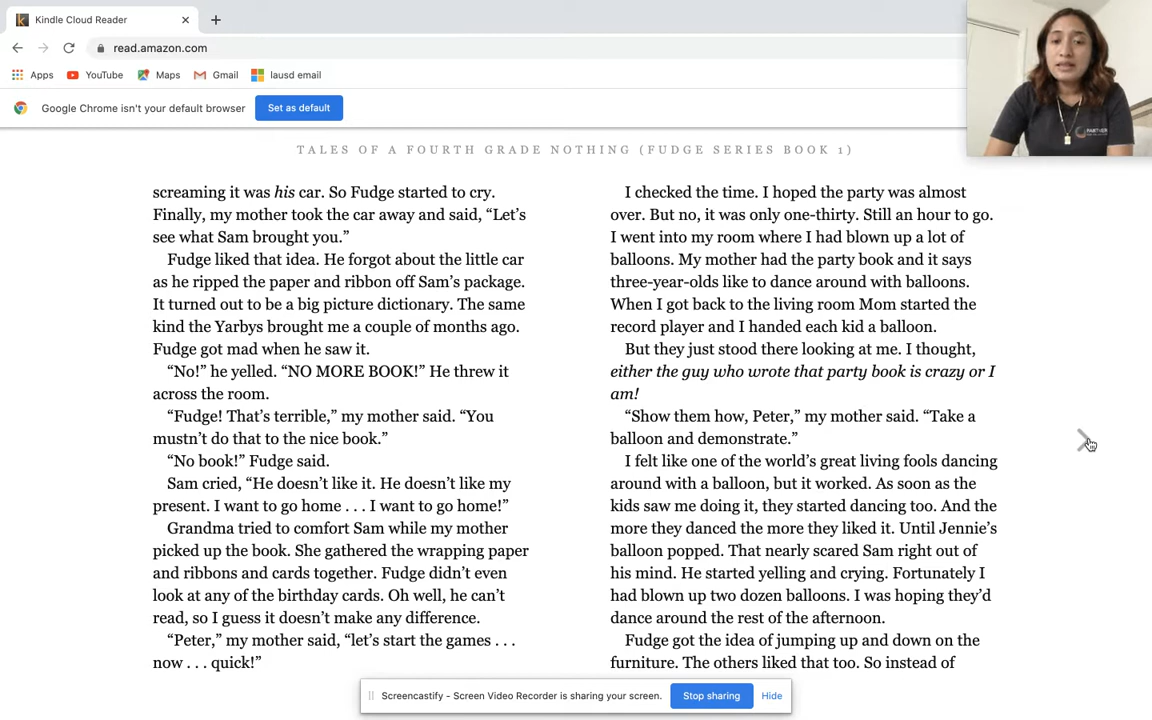 Kindle Cloud Reader
read.amazon.com
Apps YouTube Maps Gmail lausd email
Google Chrome isn't your default browser Set as default
TALES OF A FOURTH GRADE NOTHING (FUDGE SERIES BOOK 1)
screaming it was his car. So Fudge started to cry.
Finally, my mother took the car away and said, “Let’s
see what Sam brought you.”
Fudge liked that idea. He forgot about the little car
as he ripped the paper and ribbon off Sam’s package.
It turned out to be a big picture dictionary. The same
kind the Yarbys brought me a couple of months ago.
Fudge got mad when he saw it.
“No!” he yelled. “NO MORE BOOK!” He threw it
across the room.
“Fudge! That’s terrible,” my mother said. “You
mustn’t do that to the nice book.”
“No book!” Fudge said.
Sam cried, “He doesn’t like it. He doesn’t like my
present. I want to go home . . . I want to go home!”
Grandma tried to comfort Sam while my mother
picked up the book. She gathered the wrapping paper
and ribbons and cards together. Fudge didn’t even
look at any of the birthday cards. Oh well, he can’t
read, so I guess it doesn’t make any difference.
“Peter,” my mother said, “let’s start the games . . .
now . . . quick!”
I checked the time. I hoped the party was almost
over. But no, it was only one-thirty. Still an hour to go.
I went into my room where I had blown up a lot of
balloons. My mother had the party book and it says
three-year-olds like to dance around with balloons.
When I got back to the living room Mom started the
record player and I handed each kid a balloon.
But they just stood there looking at me. I thought,
either the guy who wrote that party book is crazy or I
am!
“Show them how, Peter,” my mother said. “Take a
balloon and demonstrate.”
I felt like one of the world’s great living fools dancing
around with a balloon, but it worked. As soon as the
kids saw me doing it, they started dancing too. And the
more they danced the more they liked it. Until Jennie’s
balloon popped. That nearly scared Sam right out of
his mind. He started yelling and crying. Fortunately I
had blown up two dozen balloons. I was hoping they’d
dance around the rest of the afternoon.
Fudge got the idea of jumping up and down on the
furniture. The others liked that too. So instead of
Screencastify - Screen Video Recorder is sharing your screen. Stop sharing Hide